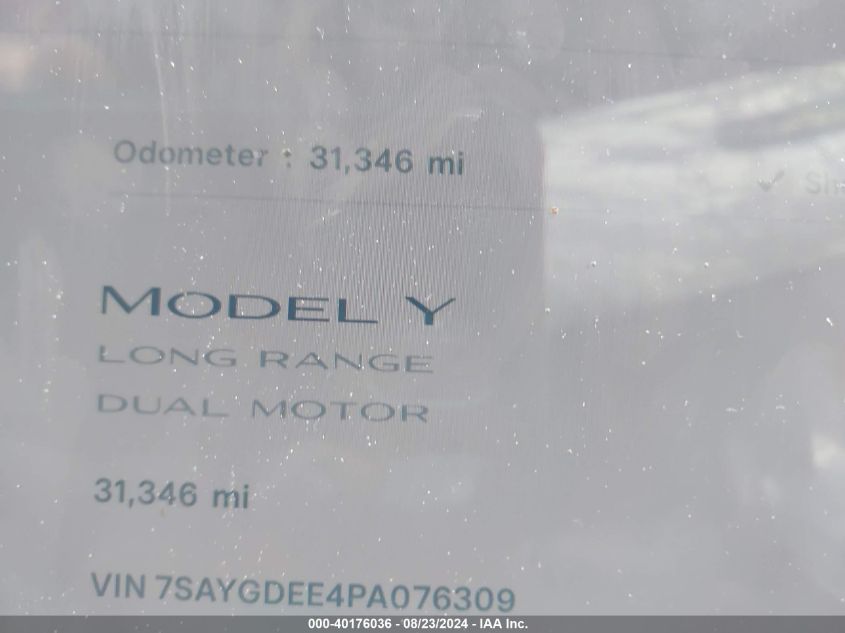 Odometer : 31,346 mi
MODEL Y
LONG RANGE
DUAL MOTOR
31,346 mi
VIN 7SAYGDEE4PA076309
000-40176036 - 08/23/2024 - IAA Inc.